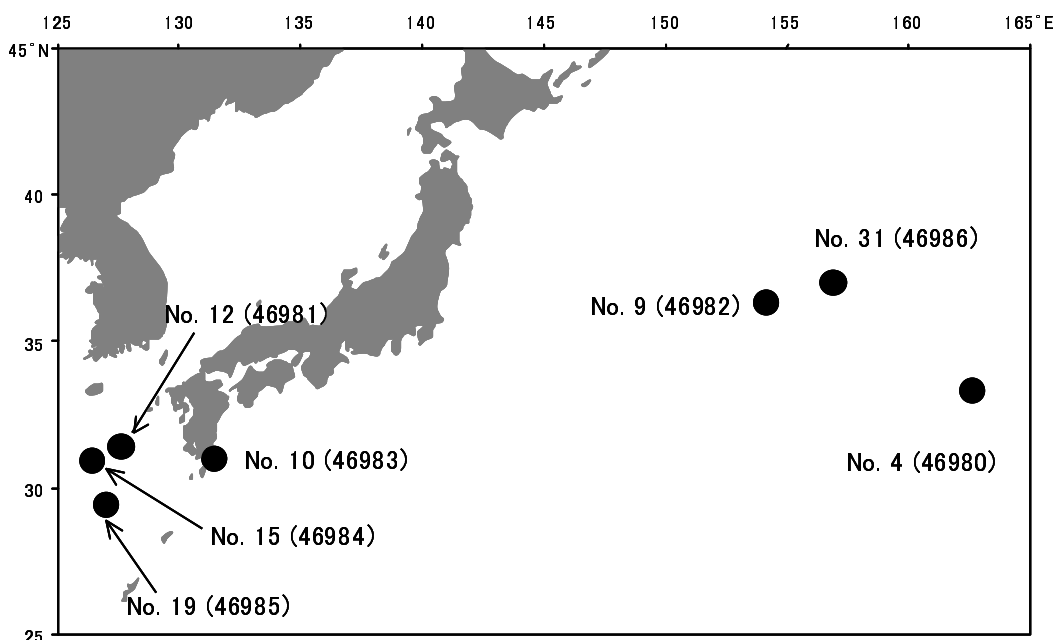 125 130 135 140 145 150 155 160 165˚E
45˚N
40
No. 31 (46986)
No. 12 (46981)
No. 9 (46982)
35
No. 10 (46983)
No. 4 (46980)
30
No. 15 (46984)
No. 19 (46985)
25